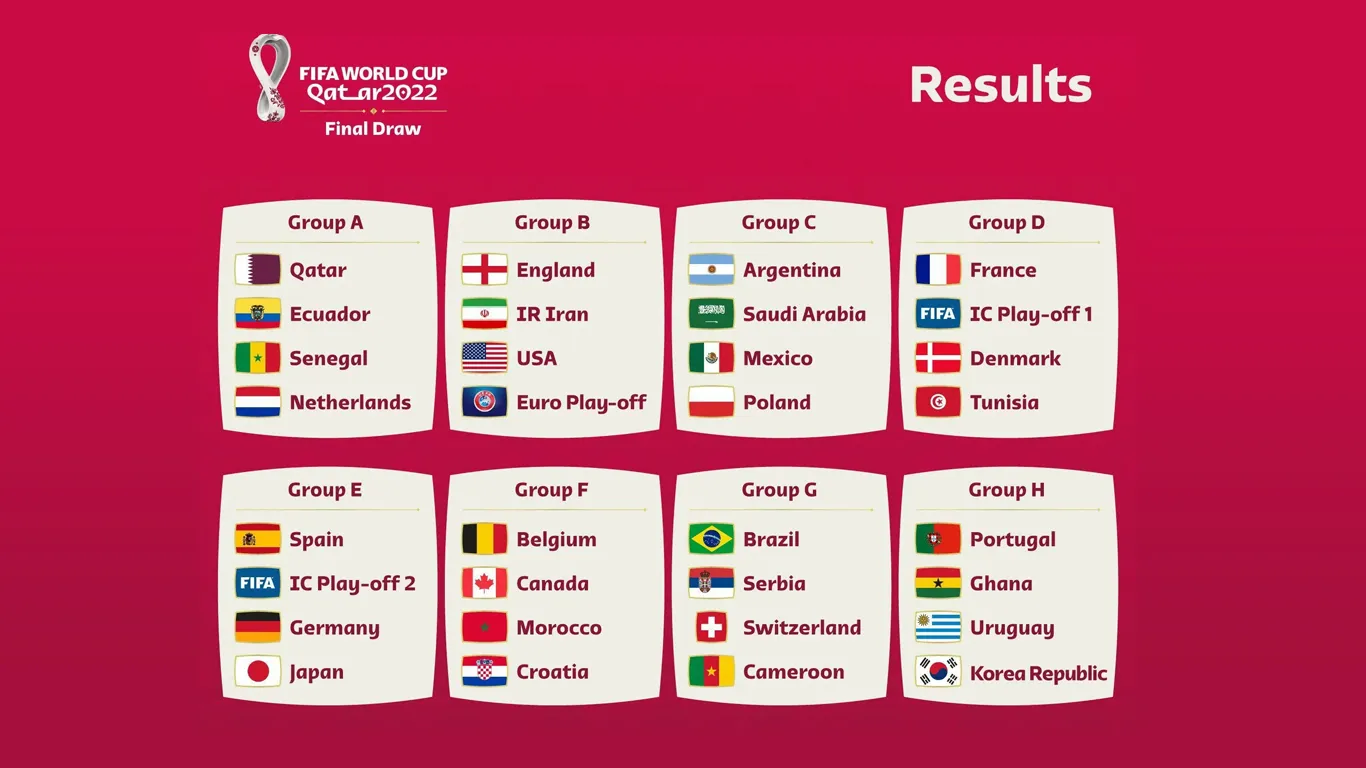 FIFA WORLD CUP
Qatar2022
Final Draw
Results
Group A
Qatar
Ecuador
Senegal
Netherlands
Group B
England
IR Iran
USA
Euro Play-off
Group C
Argentina
Saudi Arabia
Mexico
Poland
Group D
France
FIFA IC Play-off 1
Denmark
Tunisia
Group E
Spain
FIFA IC Play-off 2
Germany
Japan
Group F
Belgium
Canada
Morocco
Croatia
Group G
Brazil
Serbia
Switzerland
Cameroon
Group H
Portugal
Ghana
Uruguay
Korea Republic